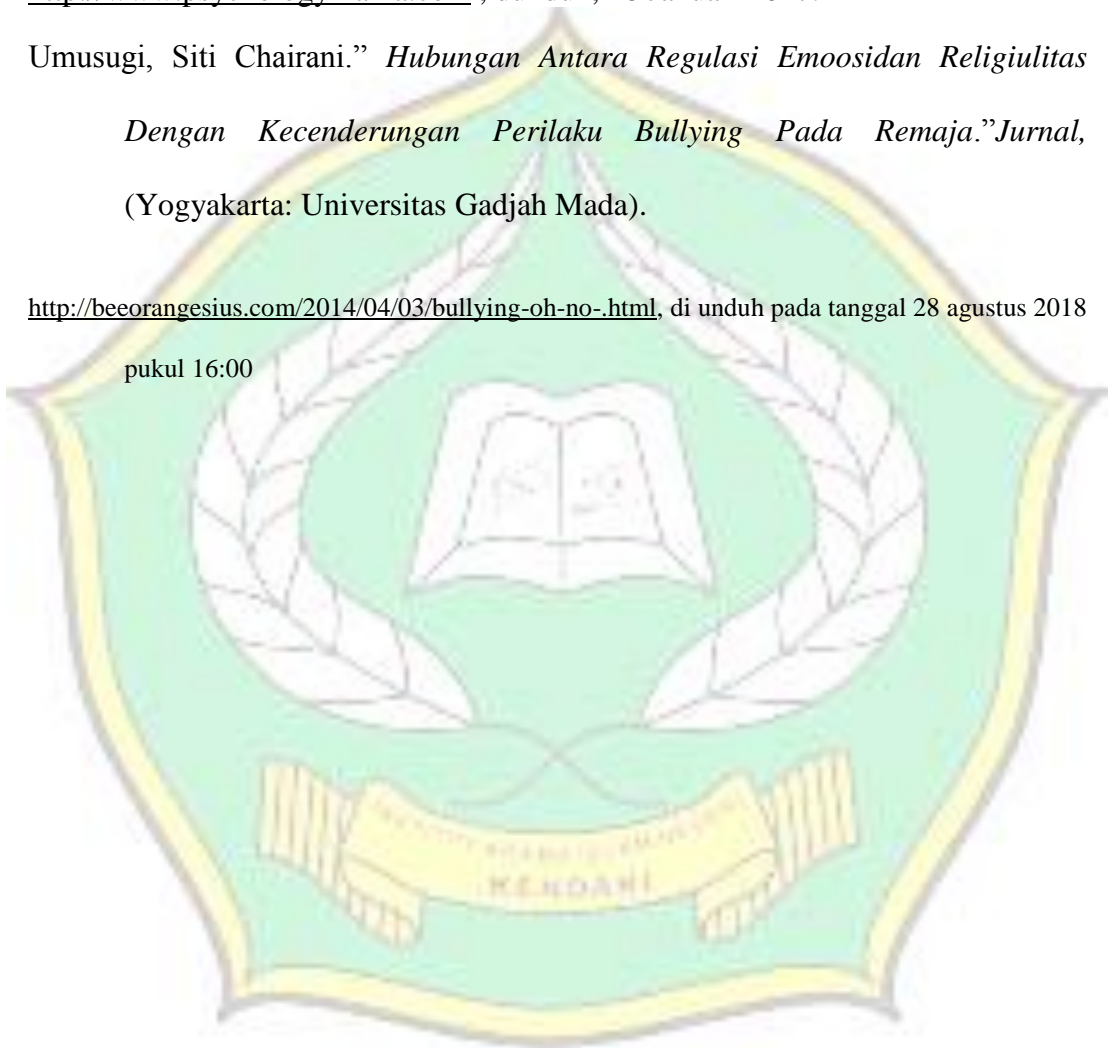 Umusugi, Siti Chairani.” Hubungan Antara Regulasi Emoosidan Religiulitas
Dengan Kecenderungan Perilaku Bullying Pada Remaja.”Jurnal,
(Yogyakarta: Universitas Gadjah Mada).
http://beeorangesius.com/2014/04/03/bullying-oh-no-.html, di unduh pada tanggal 28 agustus 2018
pukul 16:00
KENDARI